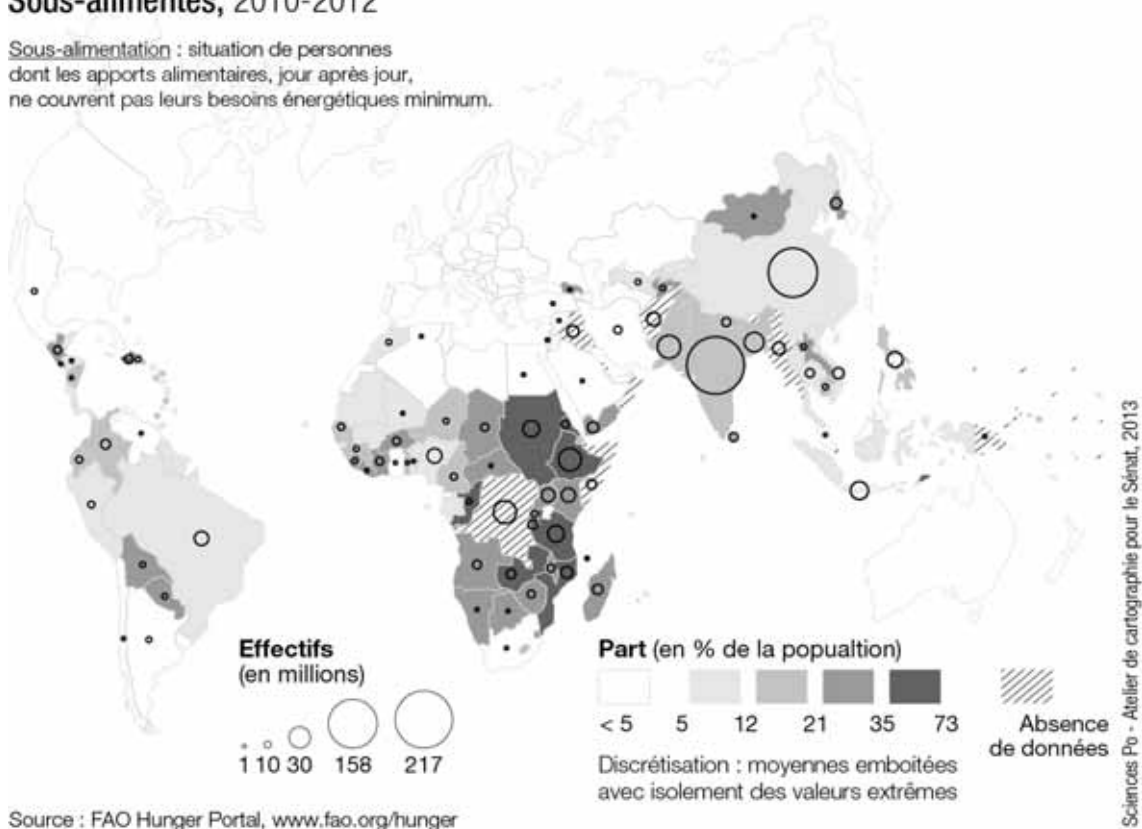 Sous-alimentés, 2010-2012
Sous-alimentation : situation de personnes
dont les apports alimentaires, jour après jour,
ne couvrent pas leurs besoins énergétiques minimum.
Effectifs
(en millions)
1 10 30 158 217
Part (en % de la popualtion)
< 5 5 12 21 35 73
Absence
de données
Discrétisation : moyennes emboitées
avec isolement des valeurs extrêmes
Source : FAO Hunger Portal, www.fao.org/hunger
Sciences Po - Atelier de cartographie pour le Sénat, 2013